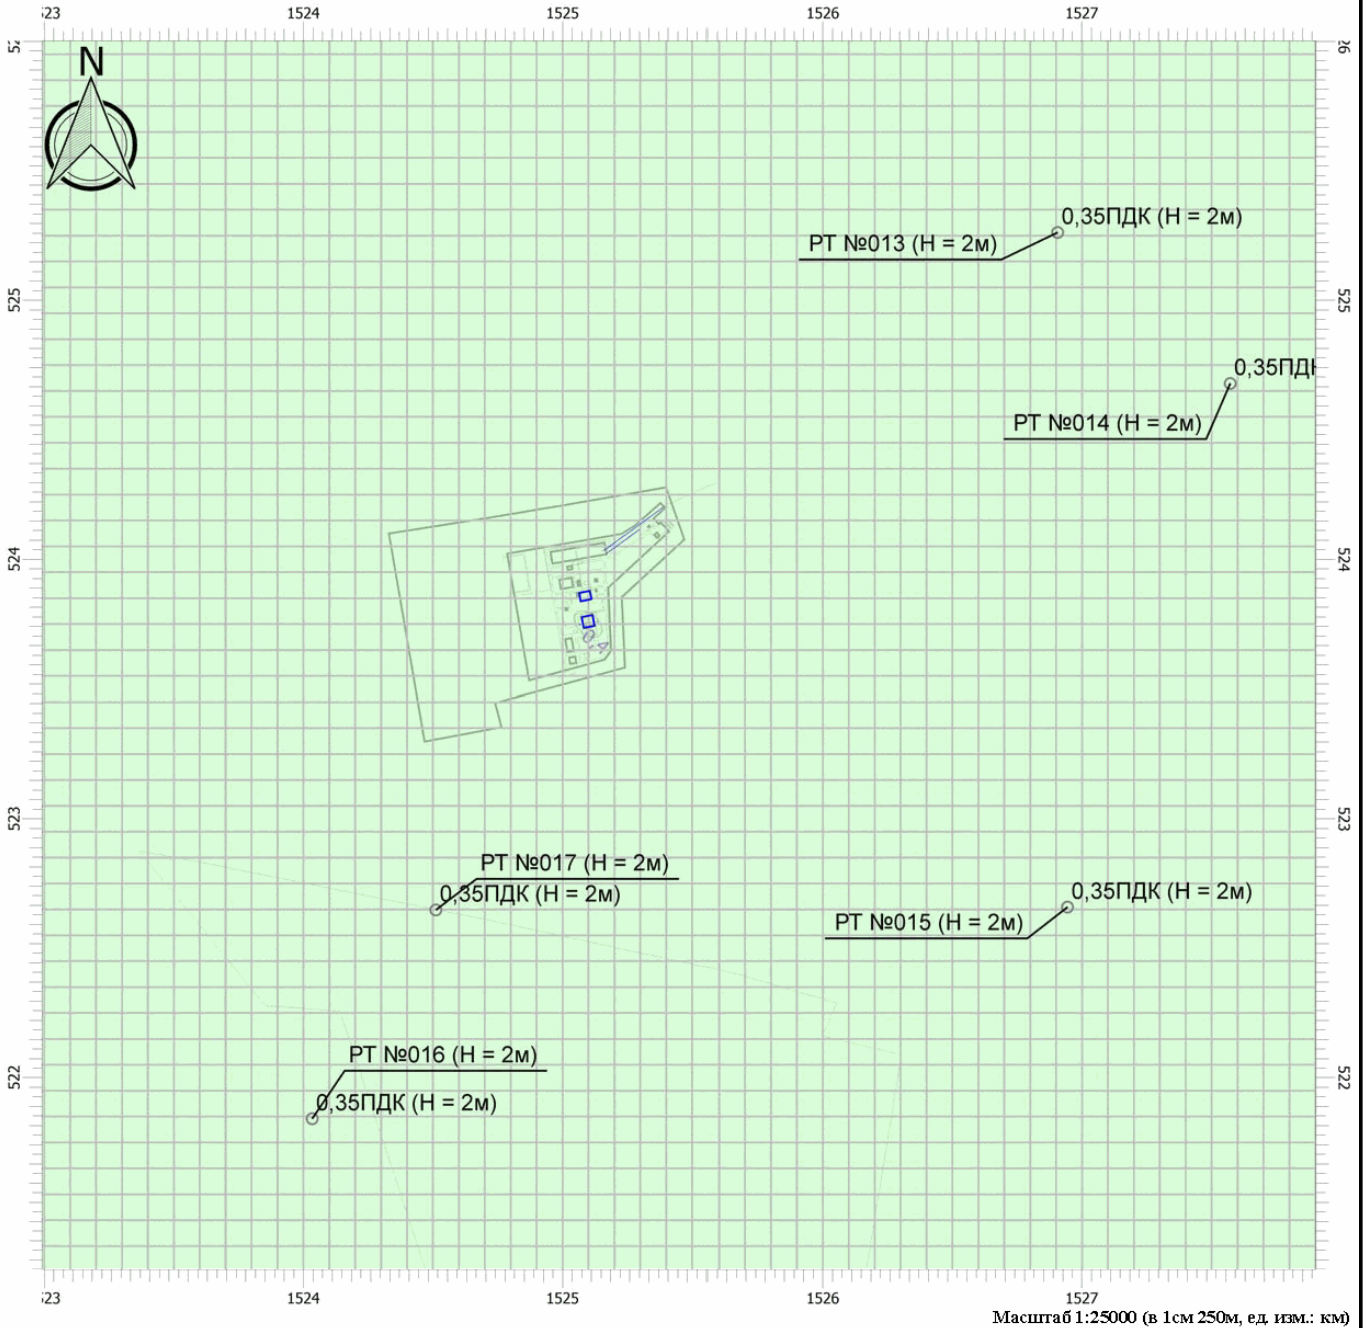 :23 1524 1525 1526 1527
N
0,35ПДК (Н = 2м)
РТ №013 (Н = 2м)
525 525
0,35ПД
РТ №014 (Н = 2м)
524 524
523 523
РТ №017 (Н = 2м)
0,35ПДК (Н = 2м)
0,35ПДК (Н = 2м)
РТ №015 (Н = 2м)
РТ №016 (Н = 2м)
522 522
0,35ПДК (Н = 2м)
:23 1524 1525 1526 1527
Масштаб 1:25000 (в 1см 250м, ед. изм.: км)